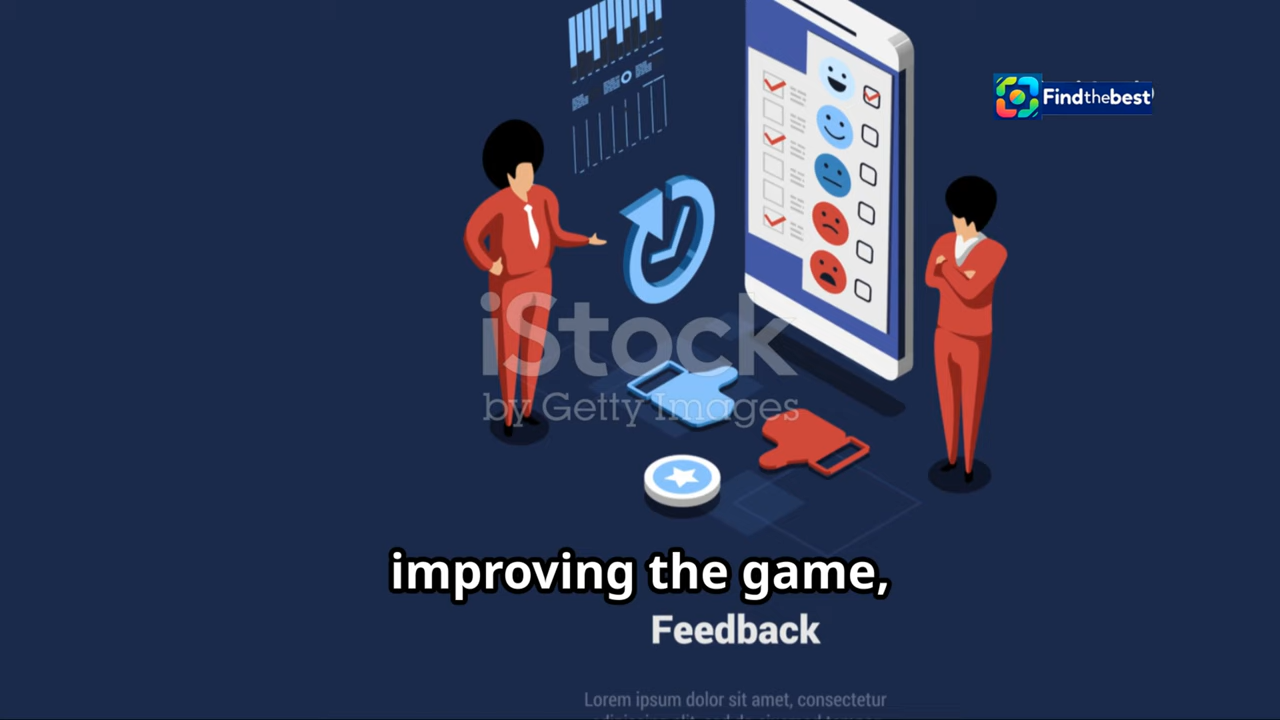 Findthebest
iStock
by Getty Images
improving the game,
Feedback
Lorem ipsum dolor sit amet, consectetur